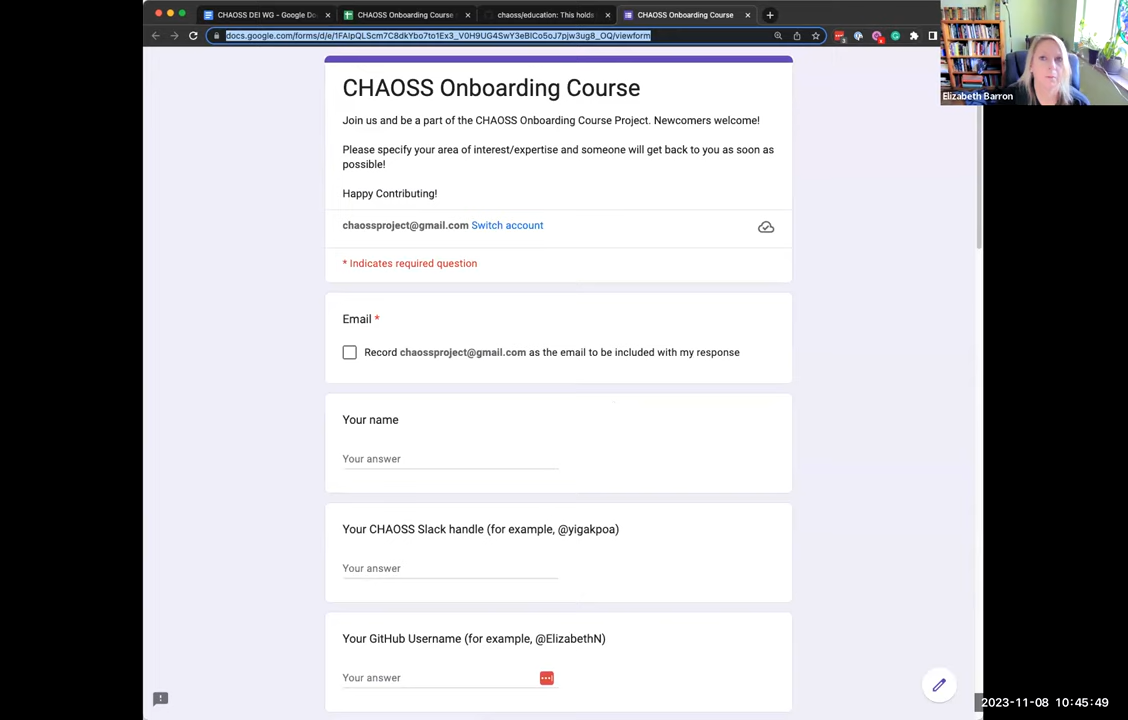 CHAOSS DEI WG - Google Do
CHAOSS Onboarding Course
chaoss/education: This holds
CHAOSS Onboarding Course
docs.google.com/forms/d/e/1FAIpQLScm7C8dkYbo7to1Ex3_V0H9UG4SwY3eBICo5oJ7pjw3ug8_OQ/viewform
Elizabeth Barron
CHAOSS Onboarding Course
Join us and be a part of the CHAOSS Onboarding Course Project. Newcomers welcome!
Please specify your area of interest/expertise and someone will get back to you as soon as
possible!
Happy Contributing!
chaossproject@gmail.com Switch account
* Indicates required question
Email *
Record chaossproject@gmail.com as the email to be included with my response
Your name
Your answer
Your CHAOSS Slack handle (for example, @yigakpoa)
Your answer
Your GitHub Username (for example, @ElizabethN)
Your answer
2023-11-08 10:45:49